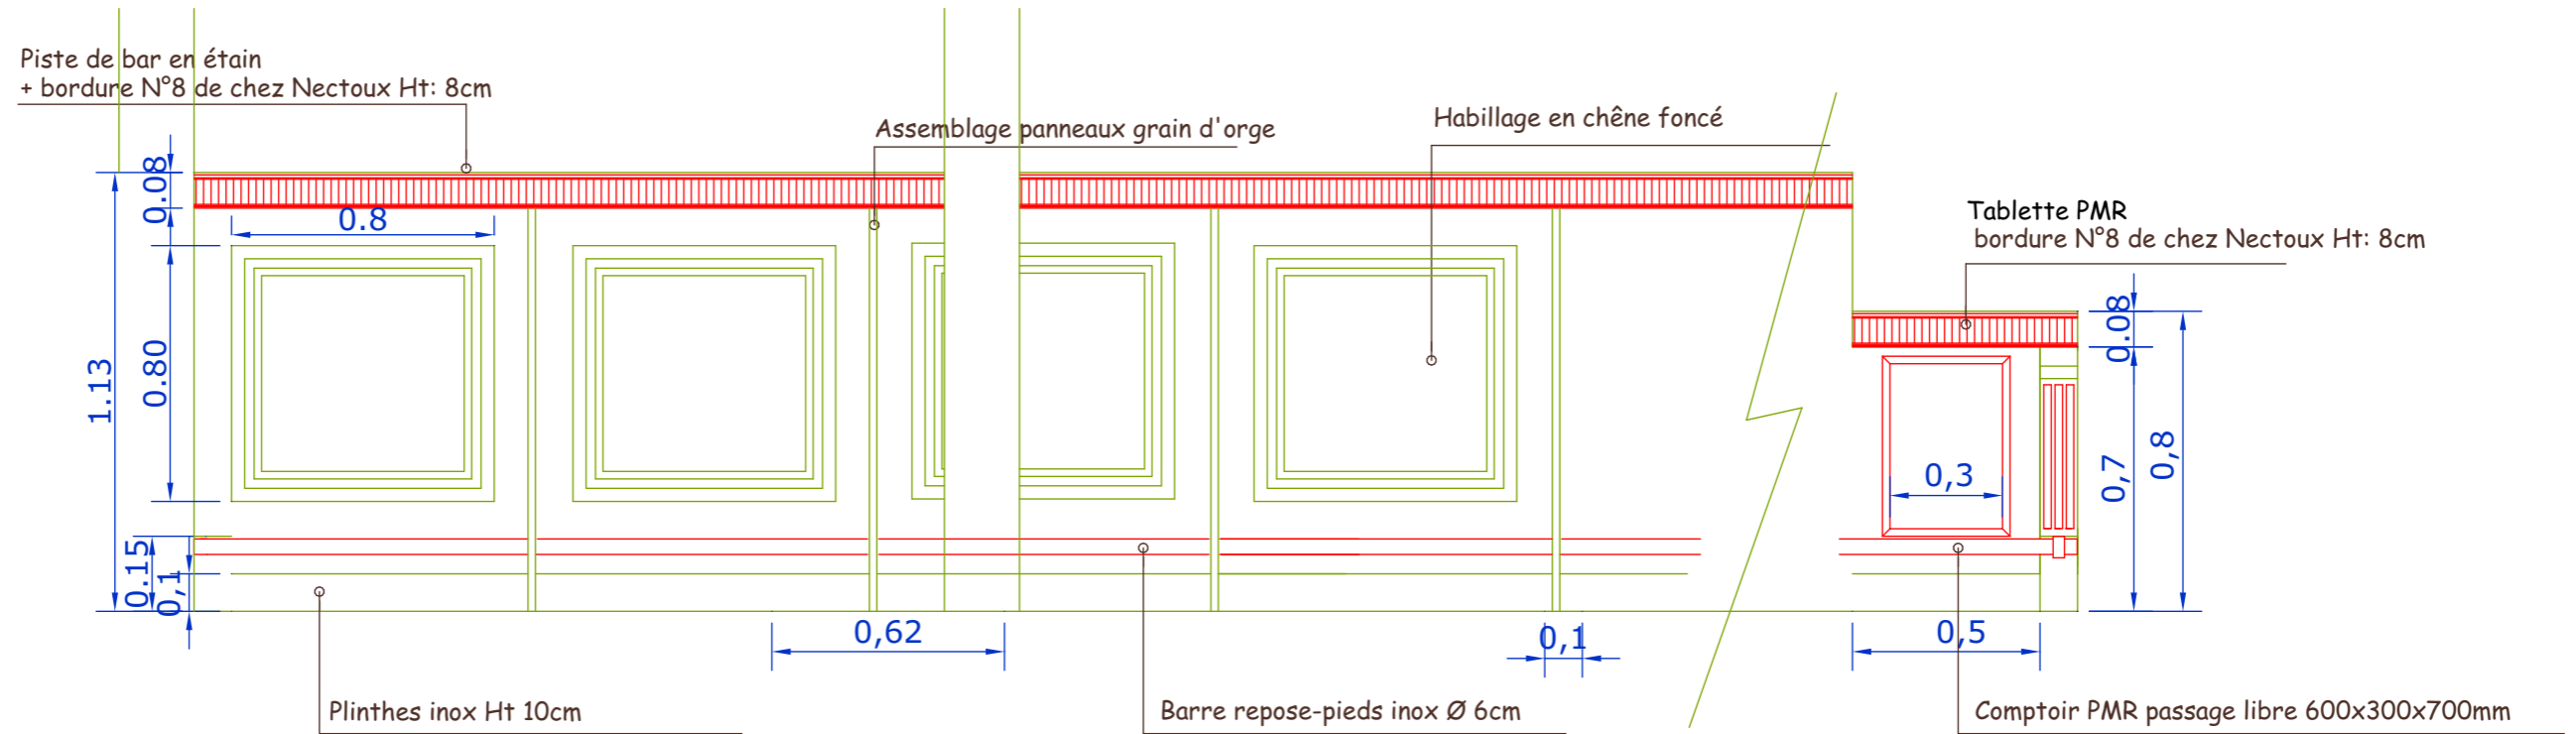 Piste de bar en étain
+ bordure N°8 de chez Nectoux Ht: 8cm
Assemblage panneaux grain d'orge
Habillage en chêne foncé
Tablette PMR
bordure N°8 de chez Nectoux Ht: 8cm
0.08
0.8
0.80
1.13
0.15
0,1
0,62
0,1
0,3
0,5
0.08
0,7
0,8
Plinthes inox Ht 10cm
Barre repose-pieds inox Ø 6cm
Comptoir PMR passage libre 600x300x700mm